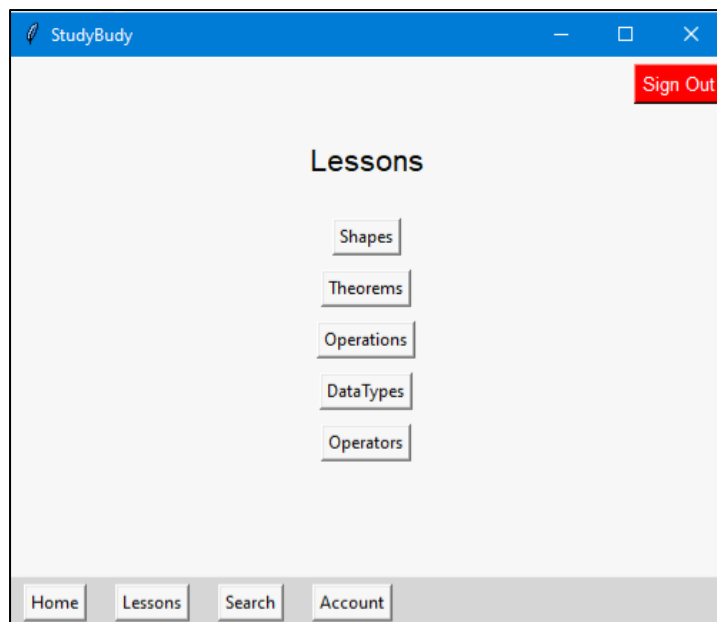 StudyBudy
Sign Out
Lessons
Shapes
Theorems
Operations
DataTypes
Operators
Home Lessons Search Account